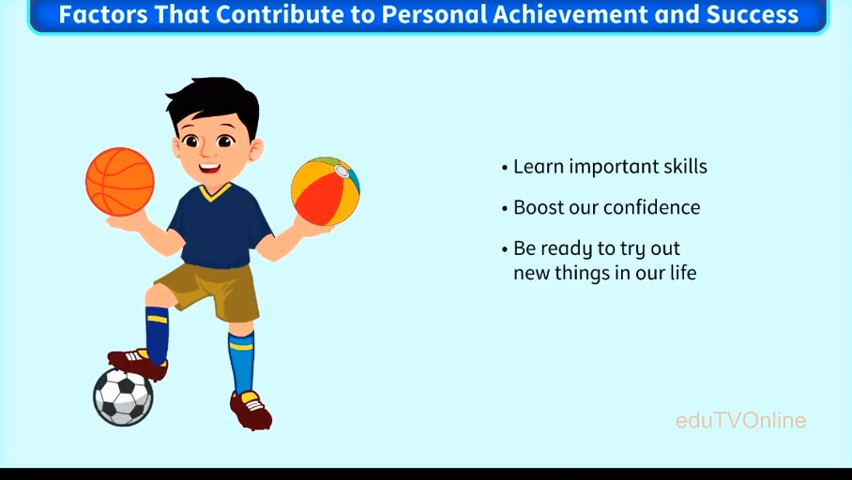 Factors That Contribute to Personal Achievement and Success
• Learn important skills
• Boost our confidence
• Be ready to try out
new things in our life
eduTVOnline